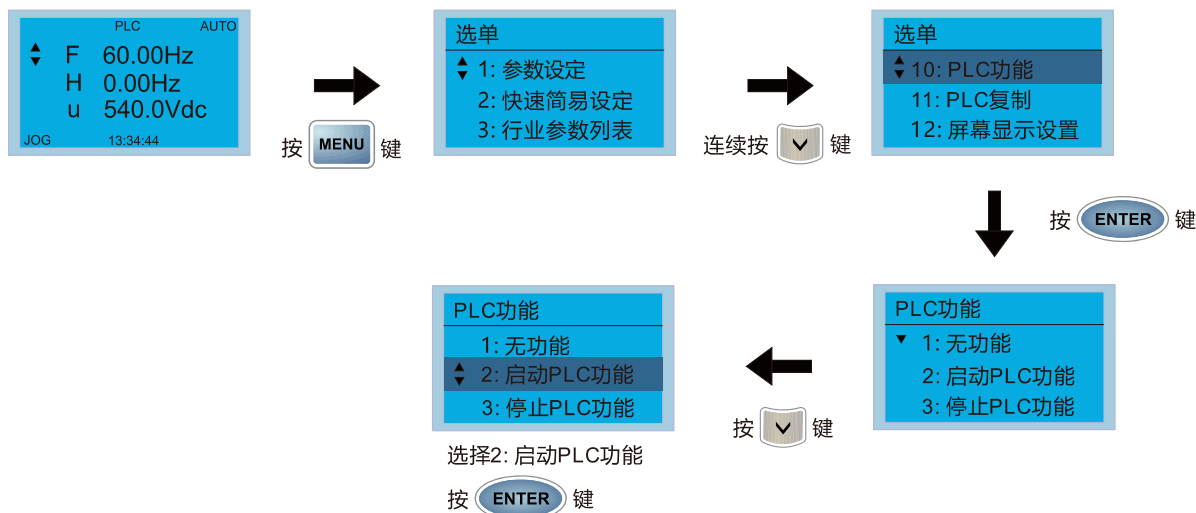 PLC AUTO
F 60.00Hz
H 0.00Hz
u 540.0Vdc
JOG 13:34:44
按 MENU 键
选单
1: 参数设定
2: 快速简易设定
3: 行业参数列表
连续按 键
选单
10: PLC功能
11: PLC复制
12: 屏幕显示设置
按 ENTER 键
PLC功能
1: 无功能
2: 启动PLC功能
3: 停止PLC功能
按 键
PLC功能
1: 无功能
2: 启动PLC功能
3: 停止PLC功能
选择2: 启动PLC功能
按 ENTER 键